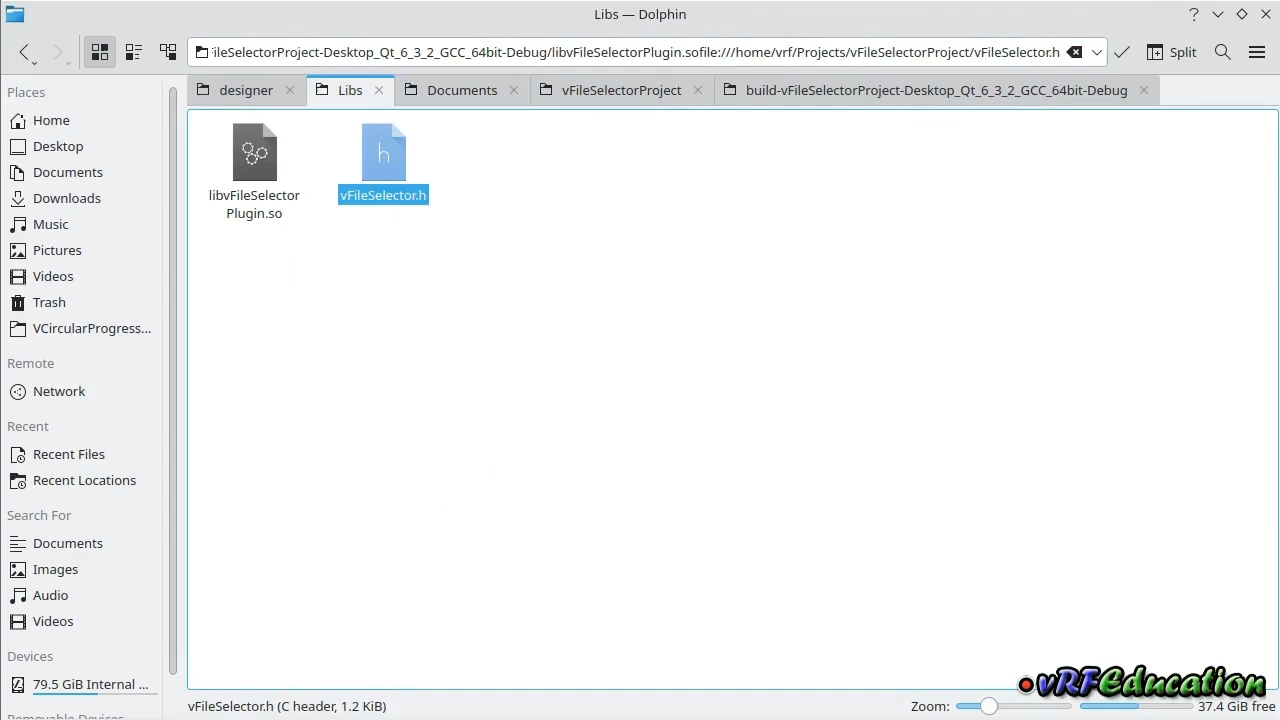 Libs — Dolphin
ileSelectorProject-Desktop_Qt_6_3_2_GCC_64bit-Debug/libvFileSelectorPlugin.sofile:///home/vrf/Projects/vFileSelectorProject/vFileSelector.h
Split
designer
Libs
Documents
vFileSelectorProject
build-vFileSelectorProject-Desktop_Qt_6_3_2_GCC_64bit-Debug
Places
Home
Desktop
Documents
Downloads
Music
Pictures
Videos
Trash
VCircularProgress...
Remote
Network
Recent
Recent Files
Recent Locations
Search For
Documents
Images
Audio
Videos
Devices
79.5 GiB Internal ...
Removable Devices
h
libvFileSelector
Plugin.so
vFileSelector.h
vRFEducation
vFileSelector.h (C header, 1.2 KiB)
Zoom:
37.4 GiB free